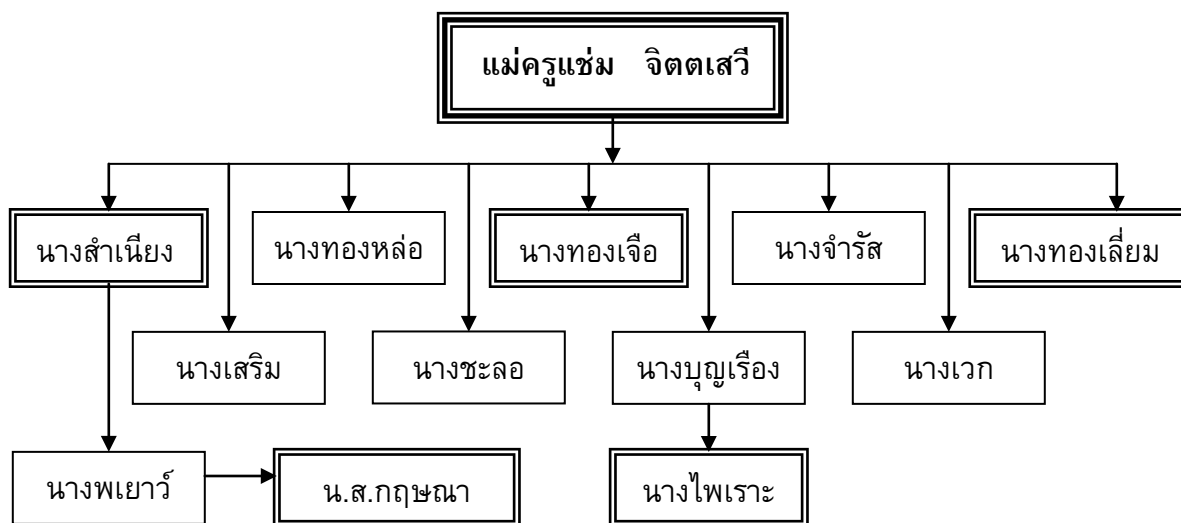 แม่ครูแช่ม จิตตเสวี
นางสำเนียง
นางทองหล่อ
นางทองเจือ
นางจำรัส
นางทองเลี่ยม
นางเสริม
นางชะลอ
นางบุญเรือง
นางเวก
นางพเยาว์
น.ส.กฤษณา
นางไพเราะ